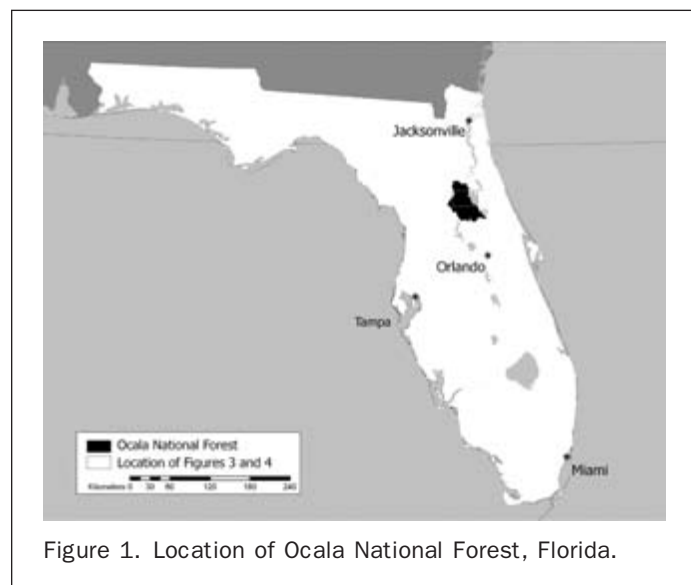 Jacksonville
Orlando
Tampa
Miami
Ocala National Forest
Location of Figures 3 and 4
Kilometers 0 30 60 120 180 240
Figure 1. Location of Ocala National Forest, Florida.